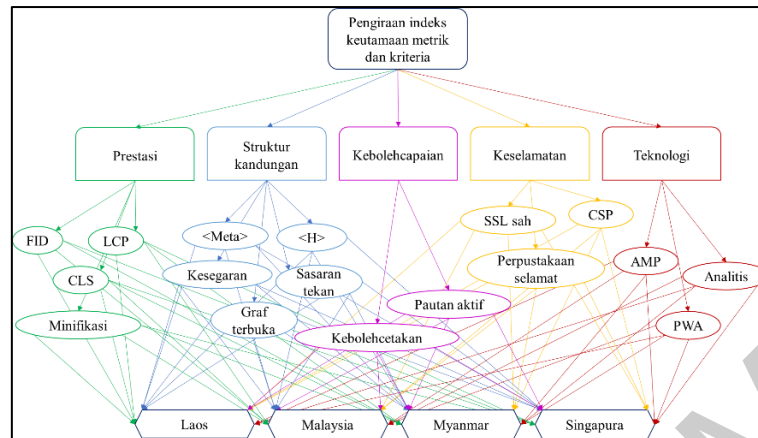 Pengiraan indeks
keutamaan metrik
dan kriteria
Prestasi
Struktur
kandungan
Kebolehcapaian
Keselamatan
Teknologi
FID
LCP
CLS
Minifikasi
<Meta>
<H>
Kesegaran
Sasaran
tekan
Graf
terbuka
Pautan aktif
Kebolehcetakan
SSL sah
CSP
Perpustakaan
selamat
AMP
Analitis
PWA
Laos
Malaysia
Myanmar
Singapura